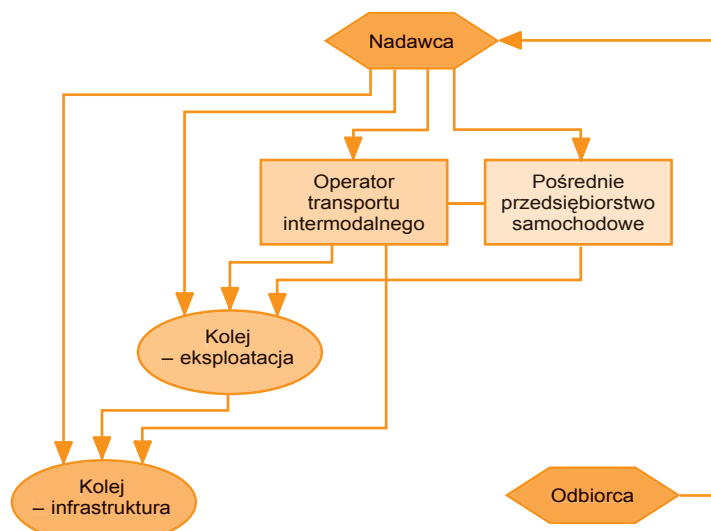 Nadawca
Operator
transportu
intermodalnego
Pośrednie
przedsiębiorstwo
samochodowe
Kolej
– eksploatacja
Kolej
– infrastruktura
Odbiorca